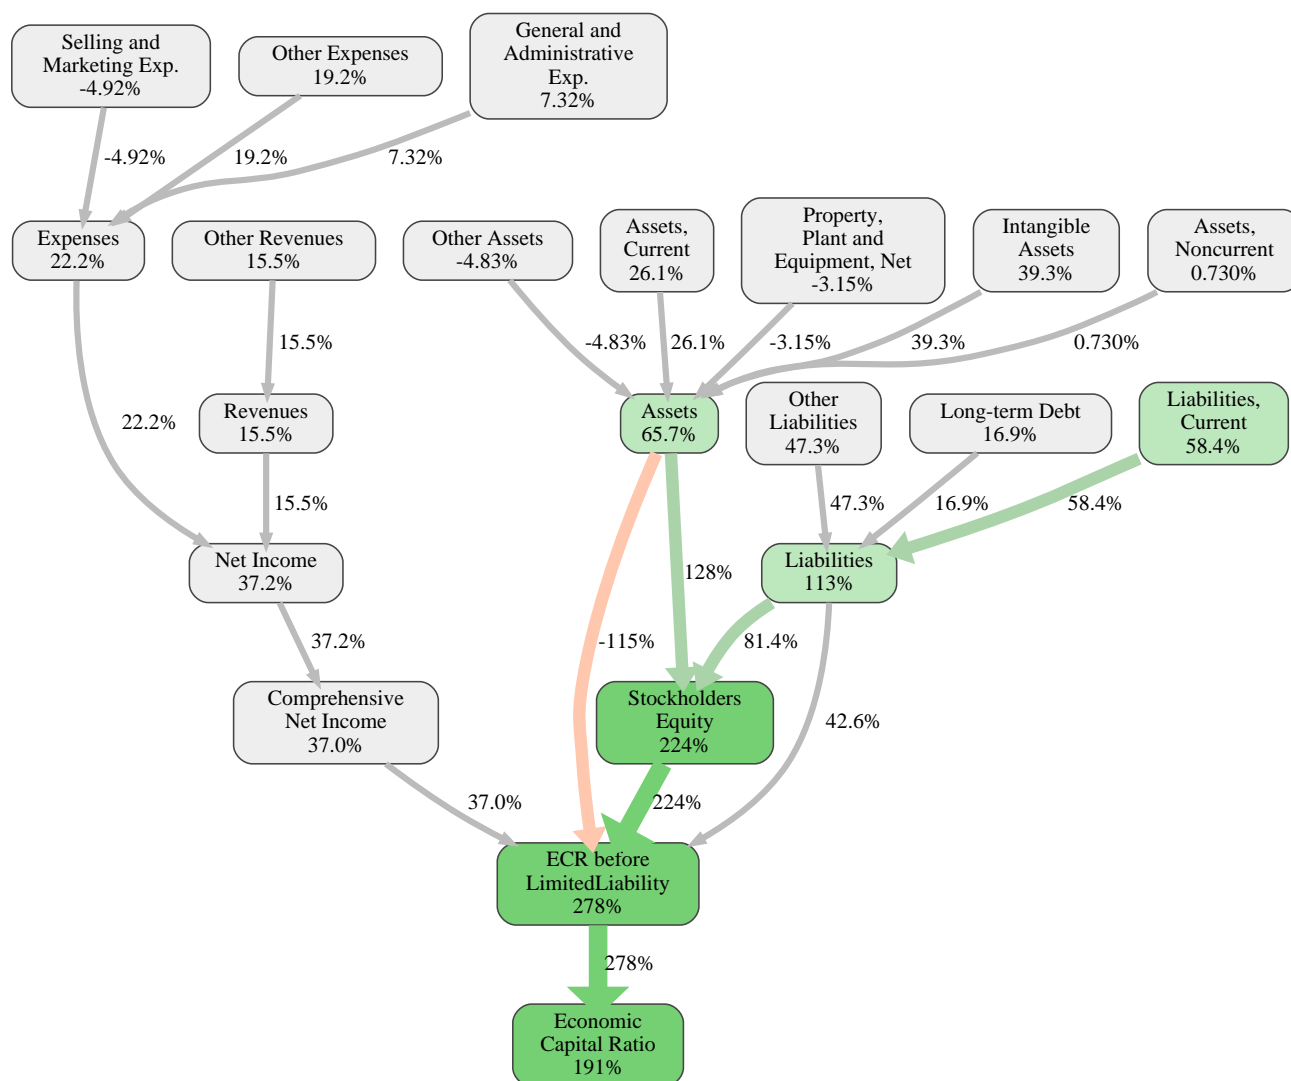 Selling and
Marketing Exp.
-4.92%
Other Expenses
19.2%
General and
Administrative
Exp.
7.32%
-4.92%
19.2%
7.32%
Expenses
22.2%
Other Revenues
15.5%
Other Assets
-4.83%
Assets,
Current
26.1%
Property,
Plant and
Equipment, Net
-3.15%
Intangible
Assets
39.3%
Assets,
Noncurrent
0.730%
15.5%
-4.83%
26.1%
-3.15%
39.3%
0.730%
22.2%
Revenues
15.5%
Assets
65.7%
Other
Liabilities
47.3%
Long-term Debt
16.9%
Liabilities,
Current
58.4%
15.5%
47.3%
16.9%
58.4%
Net Income
37.2%
128%
Liabilities
113%
37.2%
-115%
81.4%
Comprehensive
Net Income
37.0%
Stockholders
Equity
224%
42.6%
37.0%
224%
ECR before
LimitedLiability
278%
278%
Economic
Capital Ratio
191%